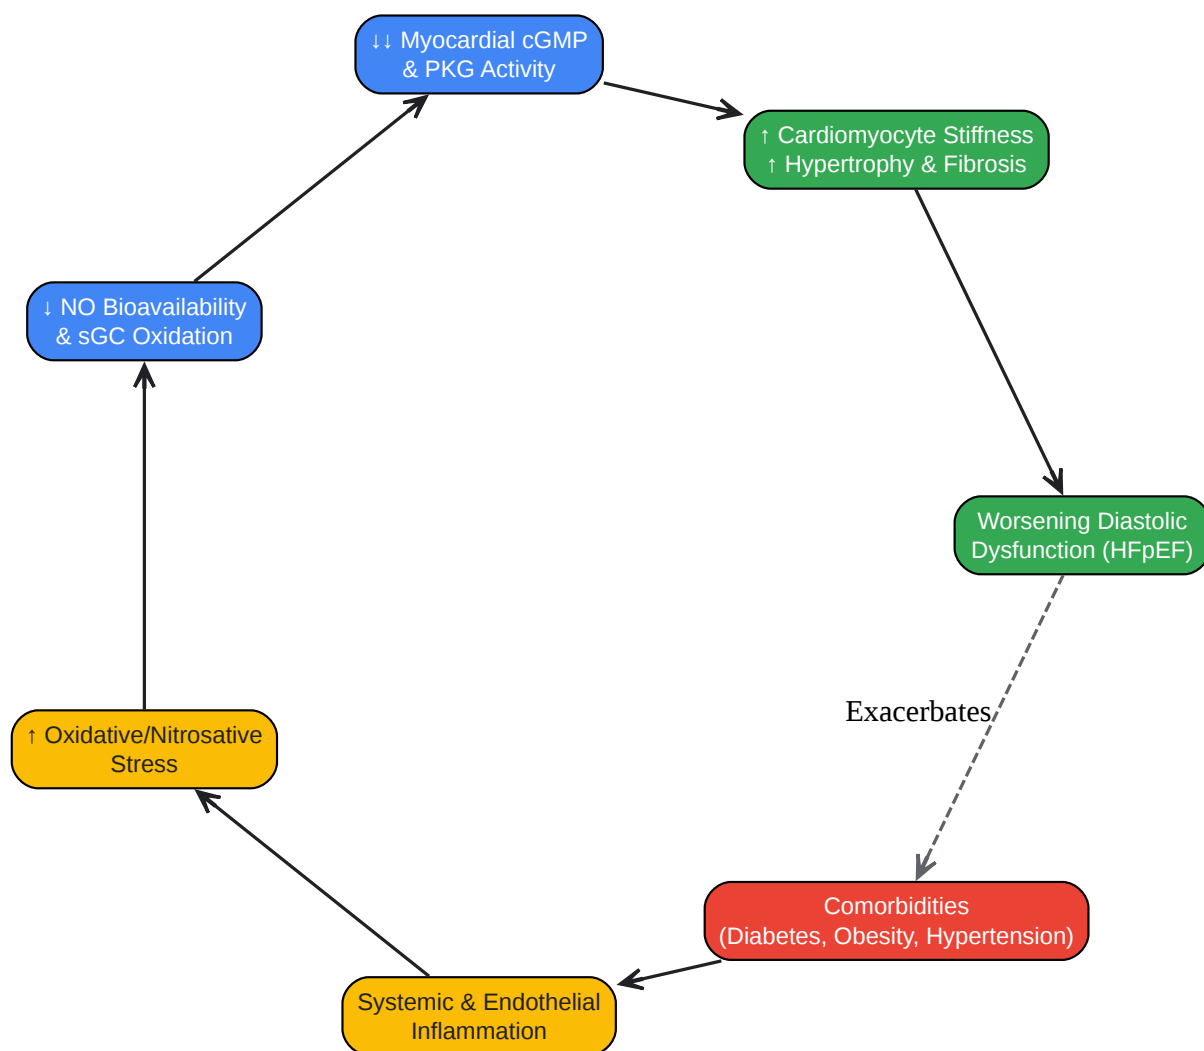 ↓↓ Myocardial cGMP
& PKG Activity
↑ Cardiomyocyte Stiffness
↑ Hypertrophy & Fibrosis
↓ NO Bioavailability
& sGC Oxidation
Worsening Diastolic
Dysfunction (HFpEF)
Exacerbates
↑ Oxidative/Nitrosative
Stress
Comorbidities
(Diabetes, Obesity, Hypertension)
Systemic & Endothelial
Inflammation